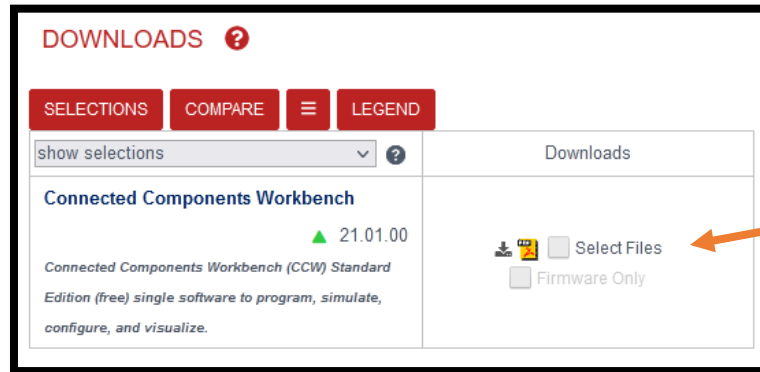 DOWNLOADS ?
SELECTIONS COMPARE ☰ LEGEND
show selections ?
Downloads
Connected Components Workbench
21.01.00
Connected Components Workbench (CCW) Standard
Edition (free) single software to program, simulate,
configure, and visualize.
Select Files
Firmware Only